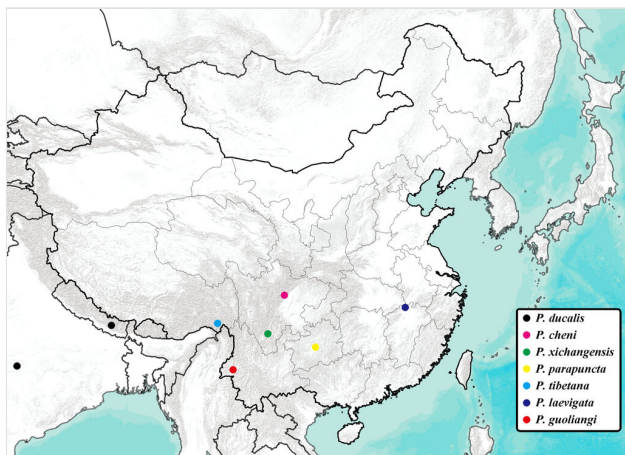 P. ducalis
P. cheni
P. xichangensis
P. parapuncta
P. tibetana
P. laevigata
P. guoliangi